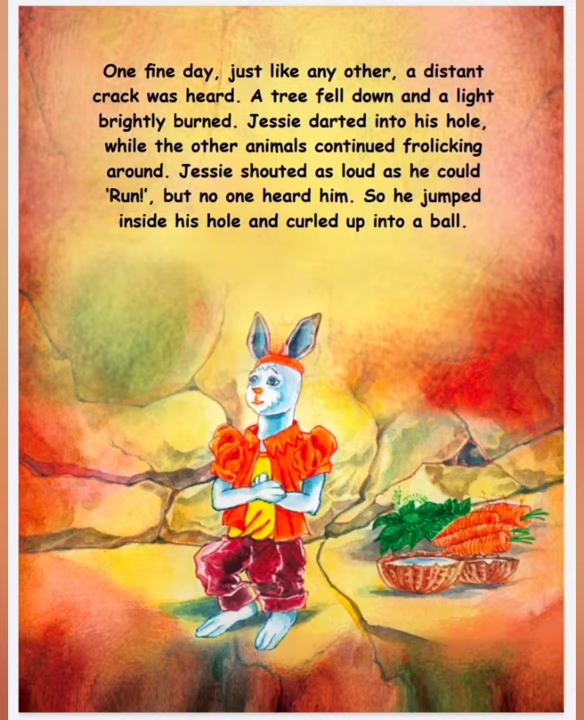 One fine day, just like any other, a distant
crack was heard. A tree fell down and a light
brightly burned. Jessie darted into his hole,
while the other animals continued frolicking
around. Jessie shouted as loud as he could
'Run!', but no one heard him. So he jumped
inside his hole and curled up into a ball.